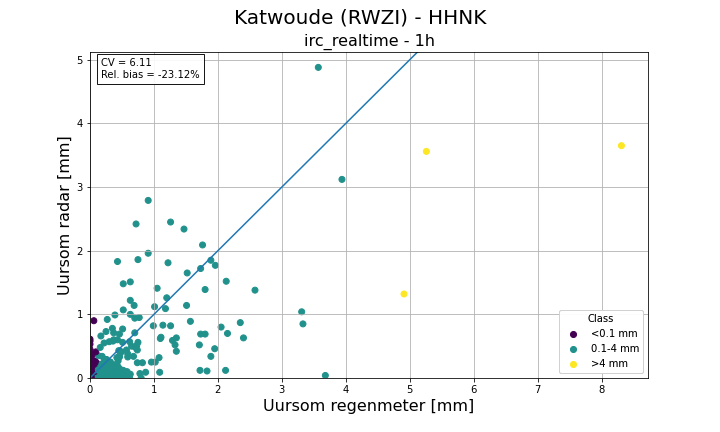 Katwoude (RWZI) - HHNK
irc_realtime - 1h
CV = 6.11
Rel. bias = -23.12%
Uursom radar [mm]
5
4
3
2
1
0
0 1 2 3 4 5 6 7 8
Uursom regenmeter [mm]
Class
<0.1 mm
0.1-4 mm
>4 mm